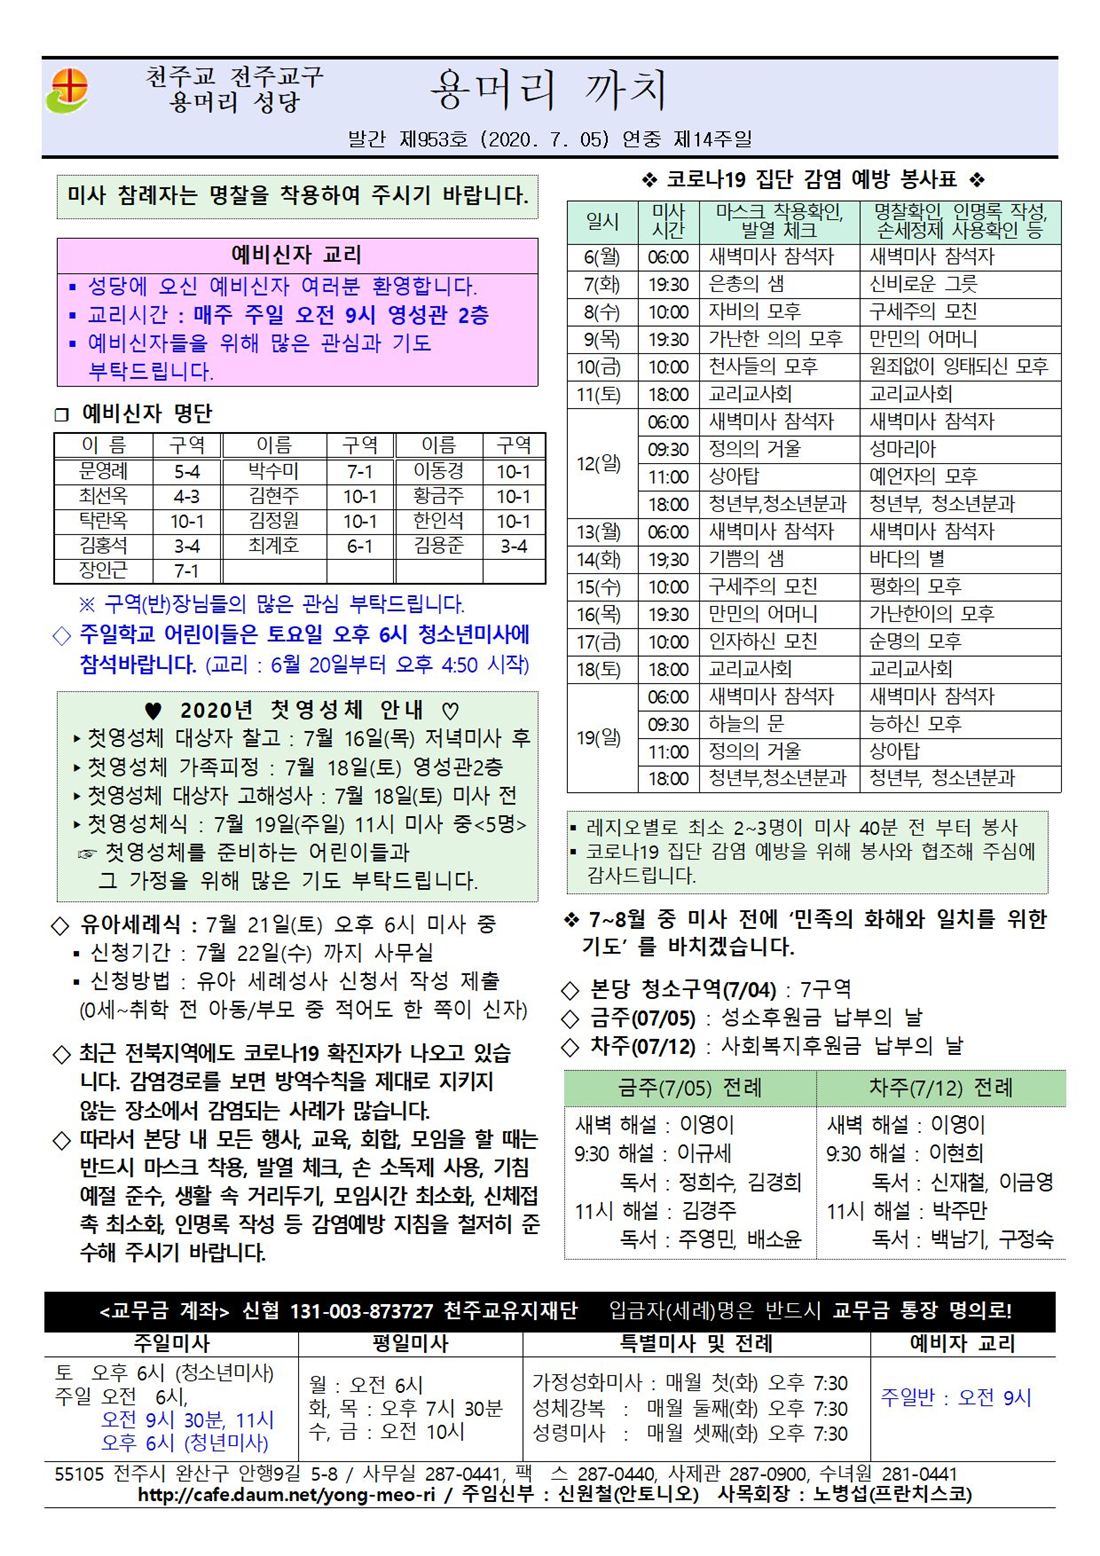 천주교 전주교구
용머리 성당
용머리 까치
발간 제953호 (2020. 7. 05) 연중 제14주일
미사 참례자는 명찰을 착용하여 주시기 바랍니다.
예비신자 교리
▪ 성당에 오신 예비신자 여러분 환영합니다.
▪ 교리시간 : 매주 주일 오전 9시 영성관 2층
▪ 예비신자들을 위해 많은 관심과 기도
부탁드립니다.
❒ 예비신자 명단
이 름 구역 이름 구역 이름 구역
문영례 5-4 박수미 7-1 이동경 10-1
최선옥 4-3 김현주 10-1 황금주 10-1
탁란옥 10-1 김정원 10-1 한인석 10-1
김홍석 3-4 최계호 6-1 김용준 3-4
장인근 7-1
※ 구역(반)장님들의 많은 관심 부탁드립니다.
◇ 주일학교 어린이들은 토요일 오후 6시 청소년미사에
참석바랍니다. (교리 : 6월 20일부터 오후 4:50 시작)
♥ 2020년 첫영성체 안내 ♡
▸첫영성체 대상자 찰고 : 7월 16일(목) 저녁미사 후
▸첫영성체 가족피정 : 7월 18일(토) 영성관2층
▸첫영성체 대상자 고해성사 : 7월 18일(토) 미사 전
▸첫영성체식 : 7월 19일(주일) 11시 미사 중<5명>
☞ 첫영성체를 준비하는 어린이들과
그 가정을 위해 많은 기도 부탁드립니다.
◇ 유아세례식 : 7월 21일(토) 오후 6시 미사 중
▪ 신청기간 : 7월 22일(수) 까지 사무실
▪ 신청방법 : 유아 세례성사 신청서 작성 제출
(0세~취학 전 아동/부모 중 적어도 한 쪽이 신자)
◇ 최근 전북지역에도 코로나19 확진자가 나오고 있습
니다. 감염경로를 보면 방역수칙을 제대로 지키지
않는 장소에서 감염되는 사례가 많습니다.
◇ 따라서 본당 내 모든 행사, 교육, 회합, 모임을 할 때는
반드시 마스크 착용, 발열 체크, 손 소독제 사용, 기침
예절 준수, 생활 속 거리두기, 모임시간 최소화, 신체접
촉 최소화, 인명록 작성 등 감염예방 지침을 철저히 준
수해 주시기 바랍니다.
❖ 코로나19 집단 감염 예방 봉사표 ❖
일시 미사 시간 마스크 착용확인, 발열 체크 명찰확인, 인명록 작성, 손세정제 사용확인 등
6(월) 06:00 새벽미사 참석자 새벽미사 참석자
7(화) 19:30 은총의 샘 신비로운 그릇
8(수) 10:00 자비의 모후 구세주의 모친
9(목) 19:30 가난한 의의 모후 만민의 어머니
10(금) 10:00 천사들의 모후 원죄없이 잉태되신 모후
11(토) 18:00 교리교사회 교리교사회
12(일) 06:00 새벽미사 참석자 새벽미사 참석자
09:30 정의의 거울 성마리아
11:00 상아탑 예언자의 모후
18:00 청년부,청소년분과 청년부, 청소년분과
13(월) 06:00 새벽미사 참석자 새벽미사 참석자
14(화) 19;30 기쁨의 샘 바다의 별
15(수) 10:00 구세주의 모친 평화의 모후
16(목) 19:30 만민의 어머니 가난한이의 모후
17(금) 10:00 인자하신 모친 순명의 모후
18(토) 18:00 교리교사회 교리교사회
19(일) 06:00 새벽미사 참석자 새벽미사 참석자
09:30 하늘의 문 능하신 모후
11:00 정의의 거울 상아탑
18:00 청년부,청소년분과 청년부, 청소년분과
▪ 레지오별로 최소 2~3명이 미사 40분 전 부터 봉사
▪ 코로나19 집단 감염 예방을 위해 봉사와 협조해 주심에
감사드립니다.
❖ 7~8월 중 미사 전에 ‘민족의 화해와 일치를 위한
기도’ 를 바치겠습니다.
◇ 본당 청소구역(7/04) : 7구역
◇ 금주(07/05) : 성소후원금 납부의 날
◇ 차주(07/12) : 사회복지후원금 납부의 날
금주(7/05) 전례 차주(7/12) 전례
새벽 해설 : 이영이 새벽 해설 : 이영이
9:30 해설 : 이규세 9:30 해설 : 이현희
독서 : 정희수, 김경희 독서 : 신재철, 이금영
11시 해설 : 김경주 11시 해설 : 박주만
독서 : 주영민, 배소윤 독서 : 백남기, 구정숙
<교무금 계좌> 신협 131-003-873727 천주교유지재단 입금자(세례)명은 반드시 교무금 통장 명의로!
주일미사 평일미사 특별미사 및 전례 예비자 교리
토 오후 6시 (청소년미사)
주일 오전 6시,
오전 9시 30분, 11시
오후 6시 (청년미사)
월 : 오전 6시
화, 목 : 오후 7시 30분
수, 금 : 오전 10시
가정성화미사 : 매월 첫(화) 오후 7:30
성체강복 : 매월 둘째(화) 오후 7:30
성령미사 : 매월 셋째(화) 오후 7:30
주일반 : 오전 9시
55105 전주시 완산구 안행9길 5-8 / 사무실 287-0441, 팩 스 287-0440, 사제관 287-0900, 수녀원 281-0441
http://cafe.daum.net/yong-meo-ri / 주임신부 : 신원철(안토니오) 사목회장 : 노병섭(프란치스코)